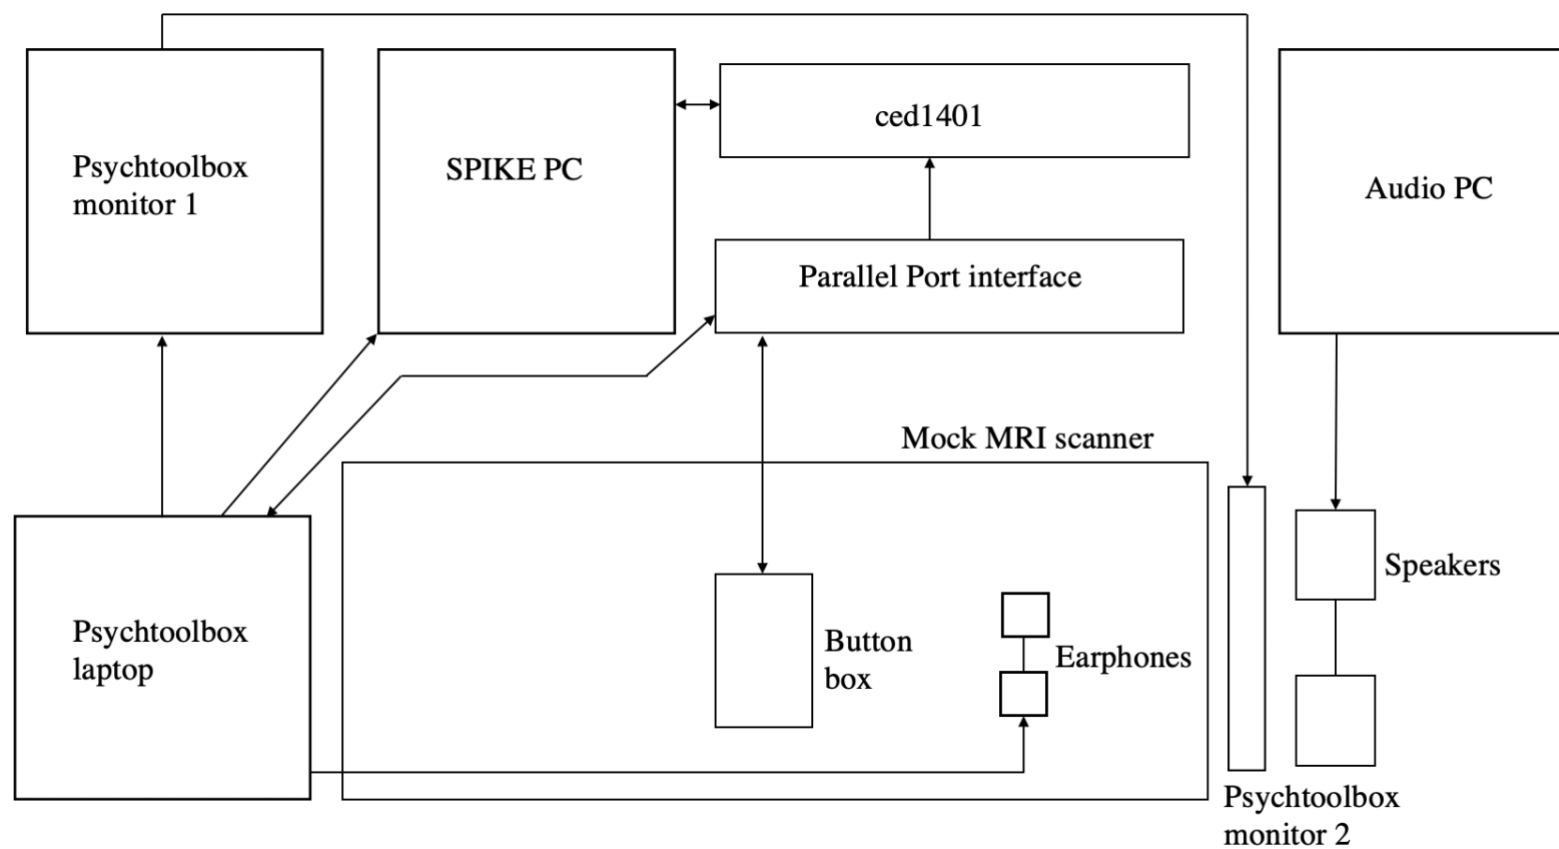 Psychtoolbox
monitor 1
SPIKE PC
ced1401
Audio PC
Parallel Port interface
Mock MRI scanner
Psychtoolbox
laptop
Button
box
Earphones
Speakers
Psychtoolbox
monitor 2